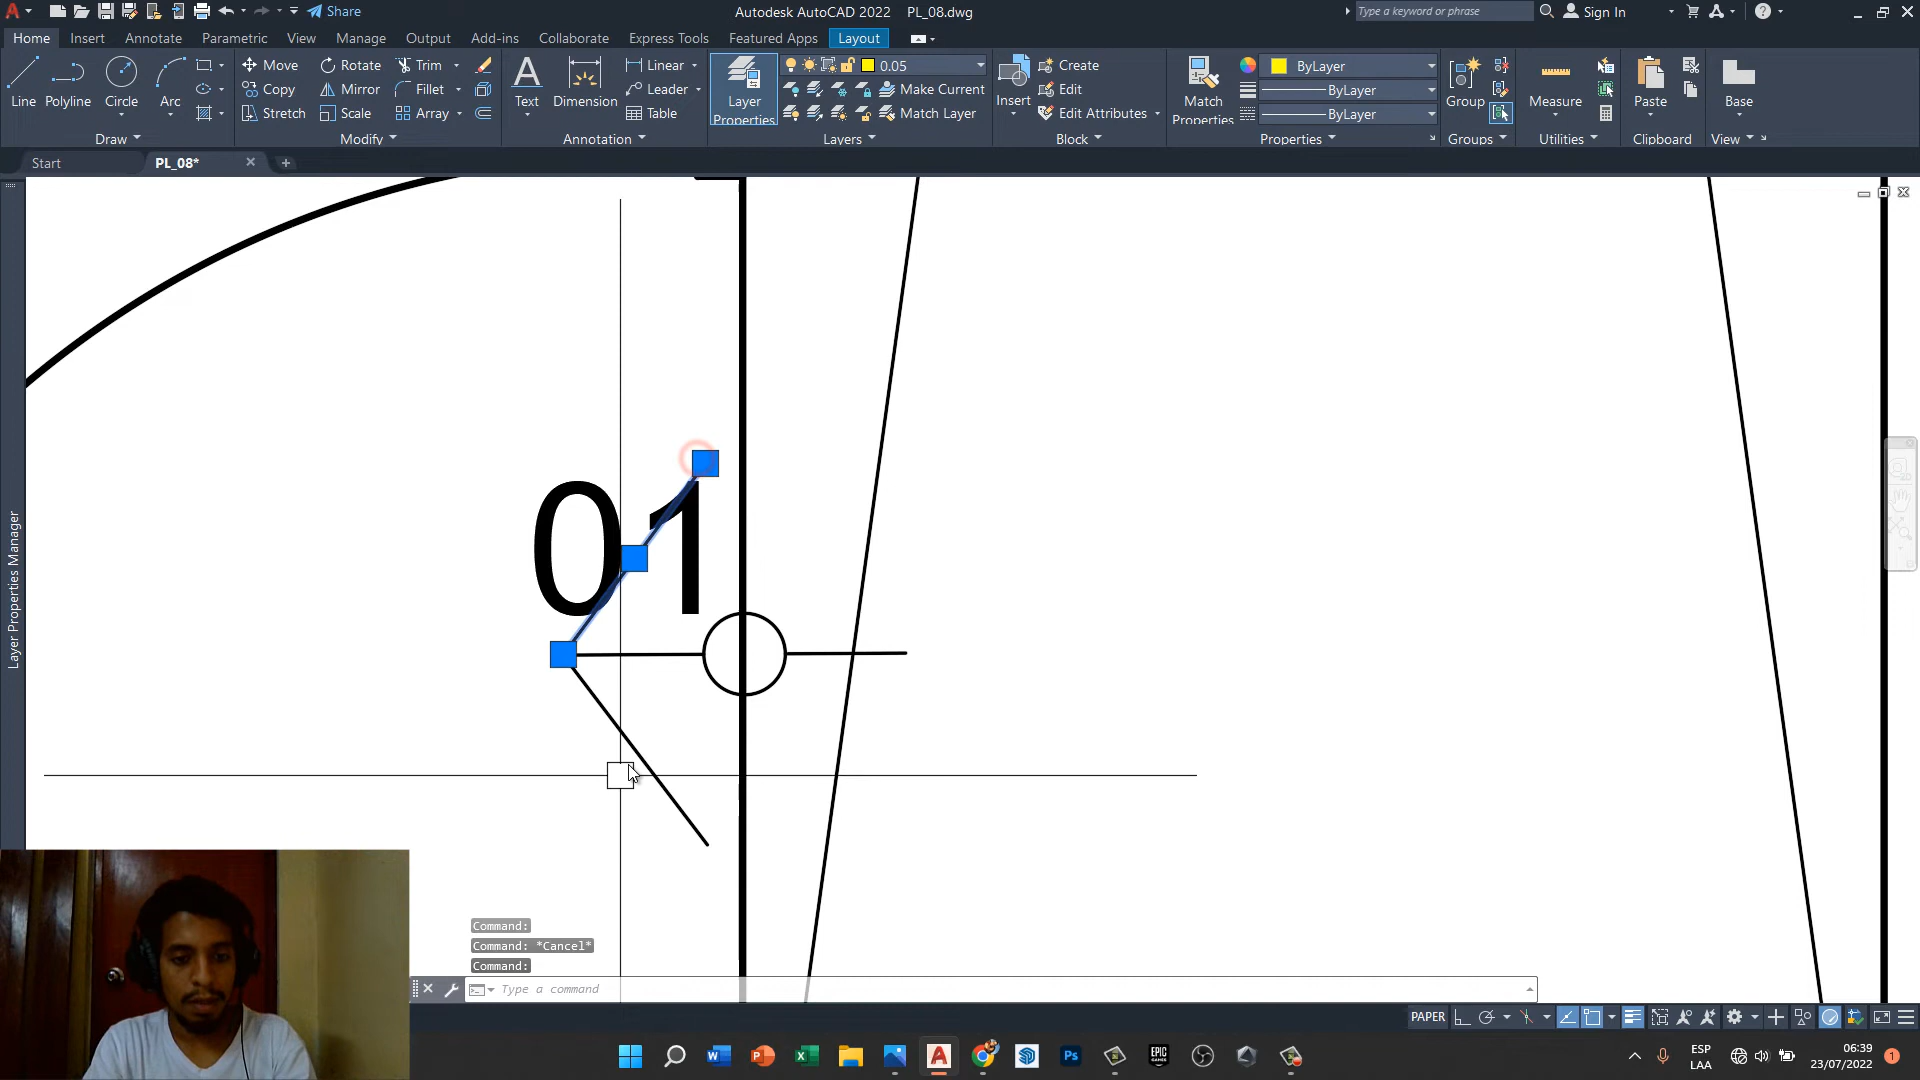 Share
Autodesk AutoCAD 2022 PL_08.dwg
Type a keyword or phrase
Sign In
Home Insert Annotate Parametric View Manage Output Add-ins Collaborate Express Tools Featured Apps Layout
Line Polyline Circle Arc
Move Rotate Trim
Copy Mirror Fillet
Stretch Scale Array
Text Dimension
Linear
Leader
Table
Layer Properties
0.05
Make Current
Match Layer
Insert
Create
Edit
Edit Attributes
Match Properties
ByLayer
ByLayer
ByLayer
Group
Measure
Paste
Base
Draw Modify Annotation Layers Block Properties Groups Utilities Clipboard View
Start PL_08*
Layer Properties Manager
01
Command:
Command: *Cancel*
Command:
Type a command
PAPER
ESP
LAA
06:39
23/07/2022
1
EPIC GAMES